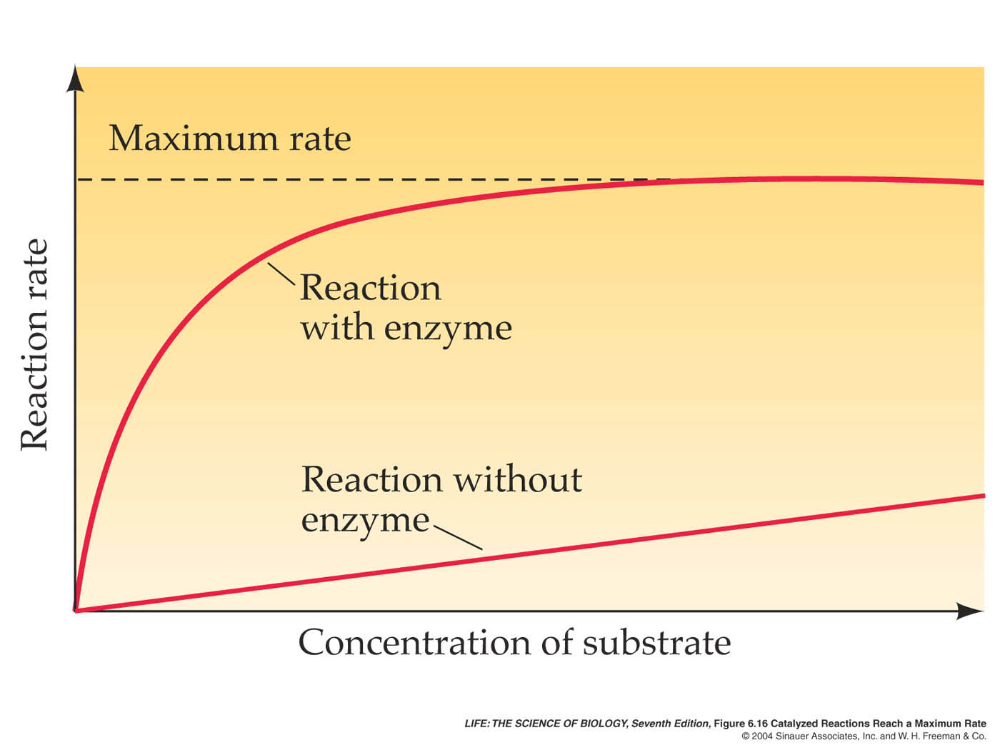 Maximum rate
Reaction rate
Reaction
with enzyme
Reaction without
enzyme
Concentration of substrate
LIFE: THE SCIENCE OF BIOLOGY, Seventh Edition, Figure 6.16 Catalyzed Reactions Reach a Maximum Rate
© 2004 Sinauer Associates, Inc. and W. H. Freeman & Co.